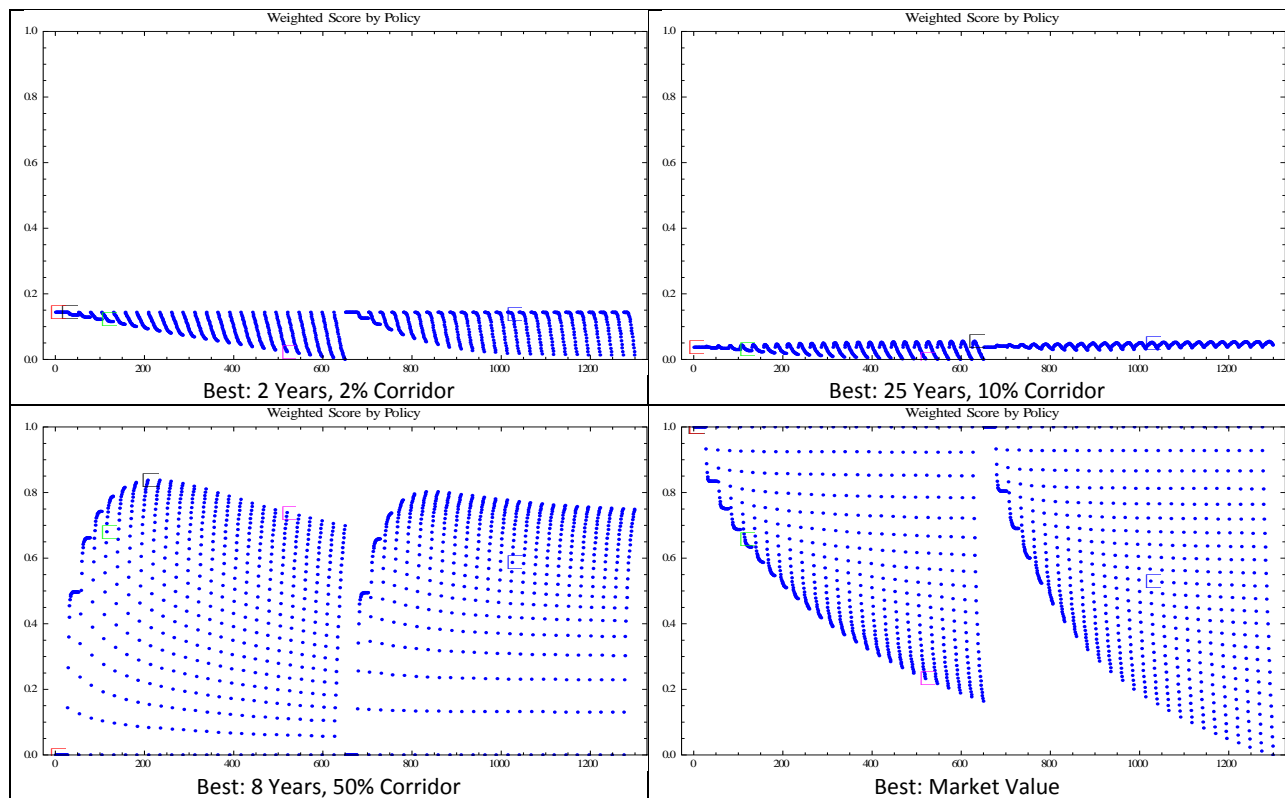 Weighted Score by Policy
1.0
0.8
0.6
0.4
0.2
0.0
0 200 400 600 800 1000 1200
Best: 2 Years, 2% Corridor
Weighted Score by Policy
1.0
0.8
0.6
0.4
0.2
0.0
0 200 400 600 800 1000 1200
Best: 25 Years, 10% Corridor
Weighted Score by Policy
1.0
0.8
0.6
0.4
0.2
0.0
0 200 400 600 800 1000 1200
Best: 8 Years, 50% Corridor
Weighted Score by Policy
1.0
0.8
0.6
0.4
0.2
0.0
0 200 400 600 800 1000 1200
Best: Market Value